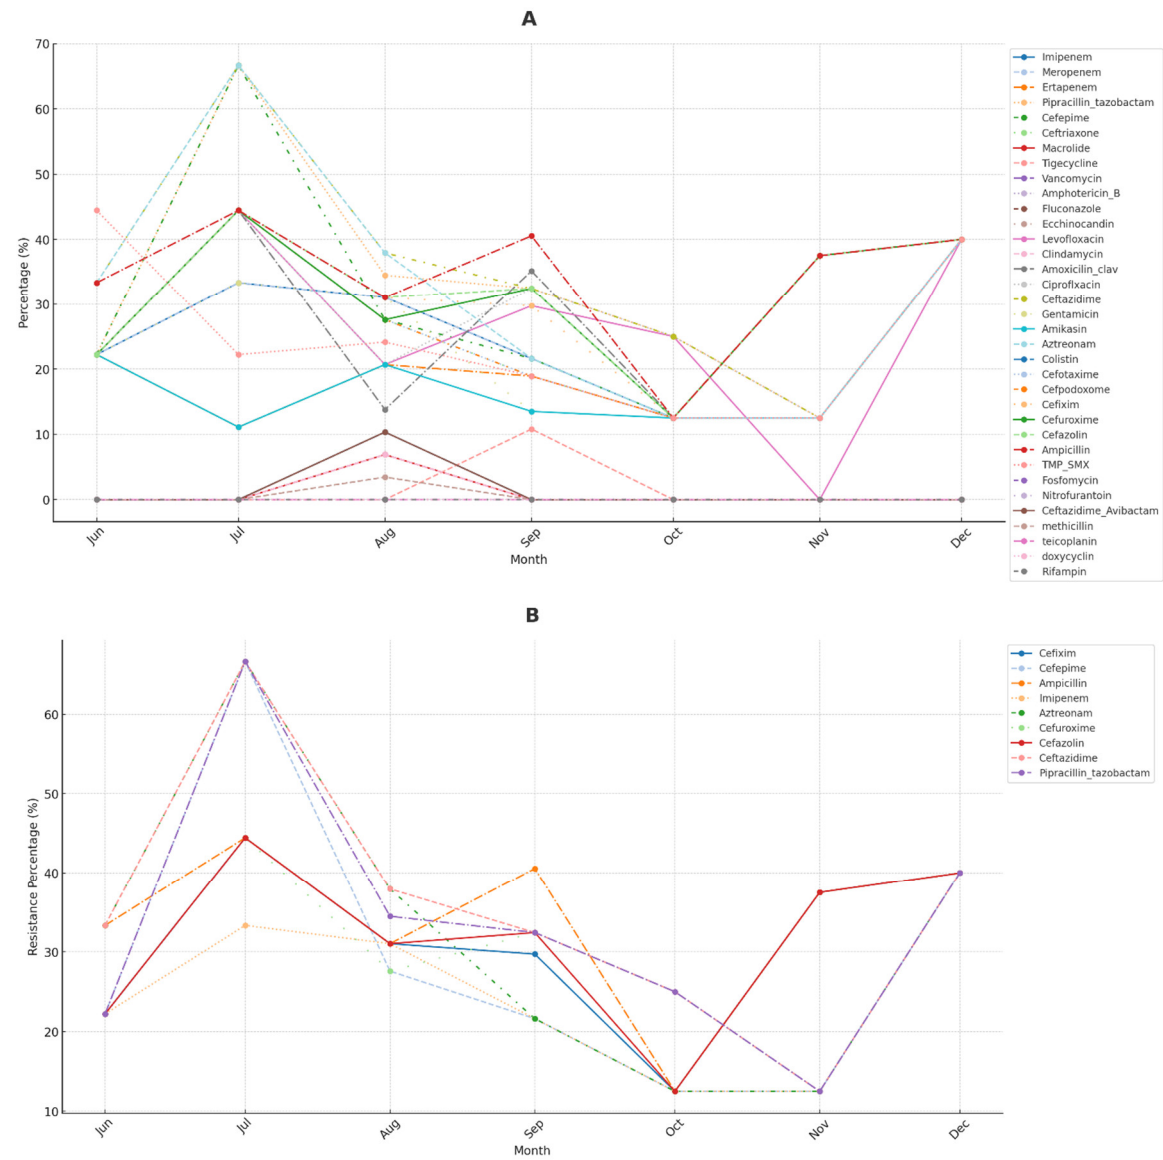 A
70
60
50
40
30
20
10
0
Percentage (%)
Jun
Jul
Aug
Sep
Oct
Nov
Dec
Month
Imipenem
Meropenem
Ertapenem
Pipracillin_tazobactam
Cefepime
Ceftriaxone
Macrolide
Tigecycline
Vancomycin
Amphotericin_B
Fluconazole
Ecchinocandin
Levofloxacin
Clindamycin
Amoxicilin_clav
Ciproflxacin
Ceftazidime
Gentamicin
Amikasin
Aztreonam
Colistin
Cefotaxime
Cefpodoxome
Cefixim
Cefuroxime
Cefazolin
Ampicillin
TMP_SMX
Fosfomycin
Nitrofurantoin
Ceftazidime_Avibactam
methicillin
teicoplanin
doxycyclin
Rifampin
B
60
50
40
30
20
10
Resistance Percentage (%)
Jun
Jul
Aug
Sep
Oct
Nov
Dec
Month
Cefixim
Cefepime
Ampicillin
Imipenem
Aztreonam
Cefuroxime
Cefazolin
Ceftazidime
Pipracillin_tazobactam